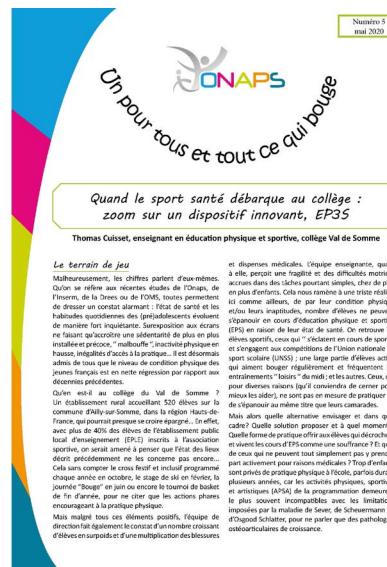 Numéro 5
mai 2020
ONAPS
Un pour tous et tout ce qui bouge
Quand le sport santé débarque au collège :
zoom sur un dispositif innovant, EP3S
Thomas Cuisset, enseignant en éducation physique et sportive, collège Val de Somme
Le terrain de jeu
Malheureusement, les chiffres parlent d'eux-mêmes.
Qu'on se réfère aux récentes études de l'Onaps, de
l'Inserm, de la Drees ou de l'OMS, toutes permettent
de dresser un constat alarmant : l'état de santé et les
habitudes quotidiennes des (pré)adolescents évoluent
de manière fort inquiétante. Surexposition aux écrans
ne faisant qu'accroître une sédentarité de plus en plus
installée et précoce, " malbouffe ", inactivité physique en
hausse, inégalités d'accès à la pratique... Il est désormais
admis de tous que le niveau de condition physique des
jeunes français est en nette régression par rapport aux
décennies précédentes.
Qu'en est-il au collège du Val de Somme ?
Un établissement rural accueillant 520 élèves sur la
commune d'Ailly-sur-Somme, dans la région Hauts-de-
France, qui pourrait presque se croire épargné... En effet,
avec plus de 40% des élèves de l'établissement public
local d'enseignement (EPLE) inscrits à l'association
sportive, on serait amené à penser que l'état des lieux
décrit précédemment ne les concerne pas encore...
Cela sans compter le cross festif et inclusif programmé
chaque année en octobre, le stage de ski en février, la
journée "Bouge" en juin ou encore le tournoi de basket
de fin d'année, pour ne citer que les actions phares
encourageant à la pratique physique.
Mais malgré tous ces éléments positifs, l'équipe de
direction fait également le constat d'un nombre croissant
d'élèves en surpoids et d'une multiplication des blessures
et dispenses médicales. L'équipe enseignante, qua
à elle, perçoit une fragilité et des difficultés motric
accrues dans des tâches pourtant simples, chez de pl
en plus d'enfants. Cela nous ramène à une triste réali
ici comme ailleurs, de par leur condition physiqu
et/ou leurs inaptitudes, nombre d'élèves ne peuve
s'épanouir en cours d'éducation physique et sporti
(EPS) en raison de leur état de santé. On retrouve l
élèves sportifs, ceux qui " s'éclatent en cours de spor
et s'engagent aux compétitions de l'Union nationale
sport scolaire (UNSS) ; une large partie d'élèves acti
qui aiment bouger régulièrement et fréquentent
entraînements " loisirs " du midi ; et les autres. Ceux, q
pour diverses raisons (qu'il conviendra de cerner po
mieux les aider), ne sont pas en mesure de pratiquer
de s'épanouir au même titre que leurs camarades.
Mais alors quelle alternative envisager et dans qu
cadre? Quelle solution proposer et à quel moment
Quelle forme de pratique offrir aux élèves qui décroche
et vivent les cours d'EPS comme une souffrance ? Et qu
de ceux qui ne peuvent tout simplement pas y prend
part activement pour raisons médicales ? Trop d'enfan
sont privés de pratique physique à l'école, parfois dura
plusieurs années, car les activités physiques, sportiv
et artistiques (APSA) de la programmation demeure
le plus souvent incompatibles avec les limitatio
imposées par la maladie de Sever, de Scheuermann
d'Osgood Schlatter, pour ne parler que des patholog
ostéoarticulaires de croissance.